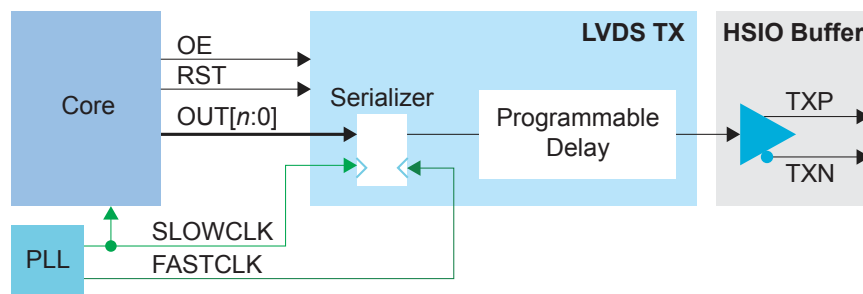 LVDS TX
HSIO Buffer
OE
RST
Core
OUT[n:0]
Serializer
Programmable
Delay
TXP
TXN
SLOWCLK
PLL
FASTCLK